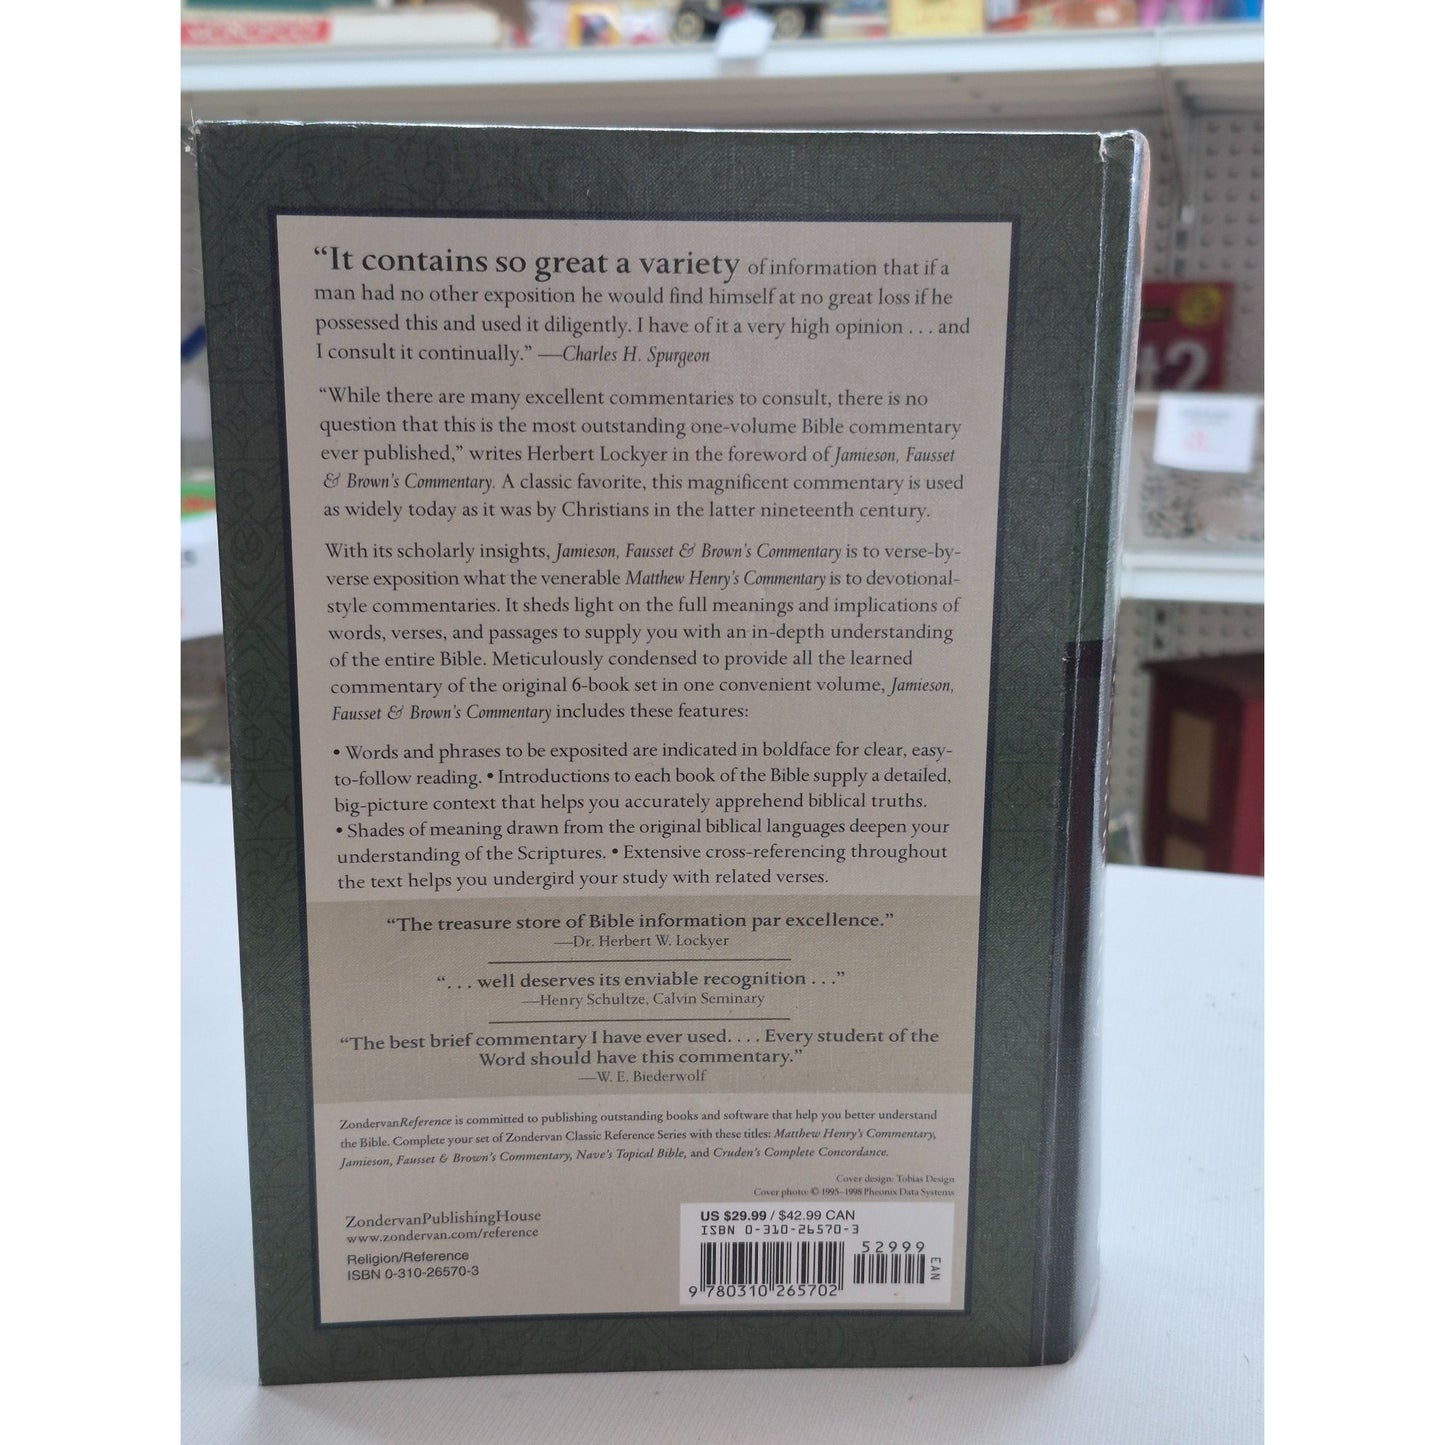 MONOPOLY
"It contains so great a variety of information that if a
man had no other exposition he would find himself at no great loss if he
possessed this and used it diligently. I have of it a very high opinion . . . and
I consult it continually." —Charles H. Spurgeon
"While there are many excellent commentaries to consult, there is no
question that this is the most outstanding one-volume Bible commentary
ever published," writes Herbert Lockyer in the foreword of Jamieson, Fausset
& Brown's Commentary. A classic favorite, this magnificent commentary is used
as widely today as it was by Christians in the latter nineteenth century.
With its scholarly insights, Jamieson, Fausset & Brown's Commentary is to verse-by-
verse exposition what the venerable Matthew Henry's Commentary is to devotional-
style commentaries. It sheds light on the full meanings and implications of
words, verses, and passages to supply you with an in-depth understanding
of the entire Bible. Meticulously condensed to provide all the learned
commentary of the original 6-book set in one convenient volume, Jamieson,
Fausset & Brown's Commentary includes these features:
• Words and phrases to be exposited are indicated in boldface for clear, easy-
to-follow reading. • Introductions to each book of the Bible supply a detailed,
big-picture context that helps you accurately apprehend biblical truths.
• Shades of meaning drawn from the original biblical languages deepen your
understanding of the Scriptures. • Extensive cross-referencing throughout
the text helps you undergird your study with related verses.
"The treasure store of Bible information par excellence."
—Dr. Herbert W. Lockyer
". . . well deserves its enviable recognition . . ."
—Henry Schultze, Calvin Seminary
"The best brief commentary I have ever used. . . . Every student of the
Word should have this commentary."
—W. E. Biederwolf
ZondervanReference is committed to publishing outstanding books and software that help you better understand
the Bible. Complete your set of Zondervan Classic Reference Series with these titles: Matthew Henry's Commentary,
Jamieson, Fausset & Brown's Commentary, Nave's Topical Bible, and Cruden's Complete Concordance.
Cover design: Tobias Design
Cover photo: © 1995–1998 Pheonix Data Systems
ZondervanPublishingHouse
www.zondervan.com/reference
Religion/Reference
ISBN 0-310-26570-3
US $29.99 / $42.99 CAN
ISBN 0-310-26570-3
52999
EAN
9 780310 265702
+2